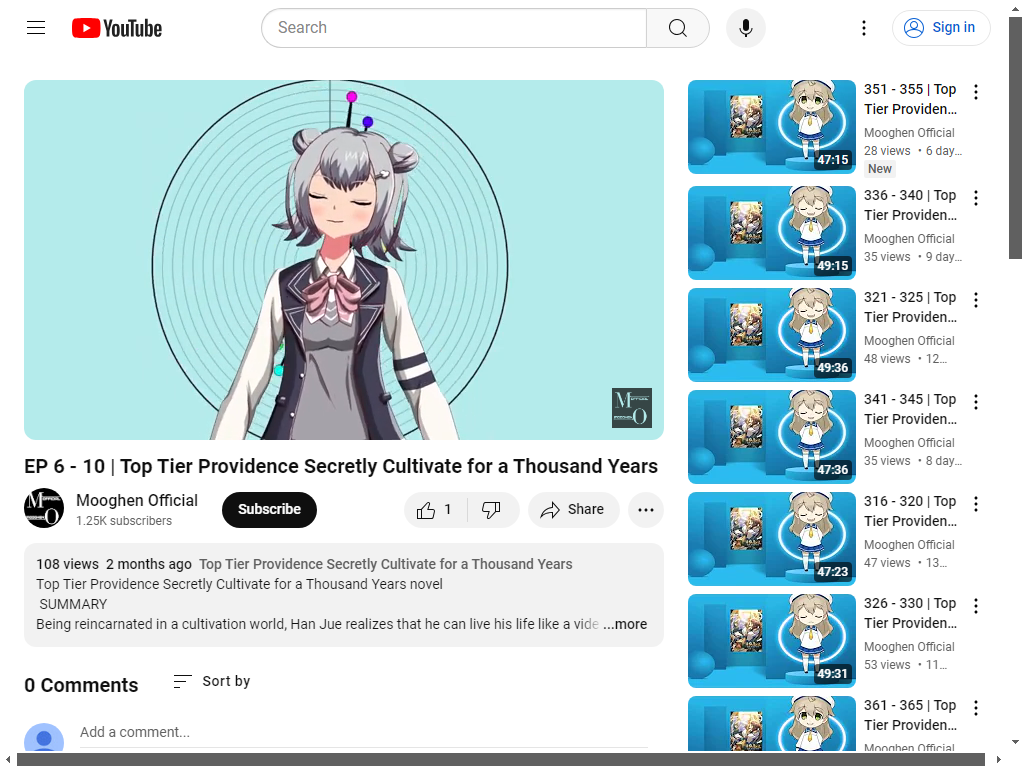 YouTube
Search
Sign in
EP 6 - 10 | Top Tier Providence Secretly Cultivate for a Thousand Years
Mooghen Official
1.25K subscribers
Subscribe
1
Share
108 views 2 months ago Top Tier Providence Secretly Cultivate for a Thousand Years
Top Tier Providence Secretly Cultivate for a Thousand Years novel
SUMMARY
Being reincarnated in a cultivation world, Han Jue realizes that he can live his life like a vide ...more
0 Comments
Sort by
Add a comment...
47:15
351 - 355 | Top
Tier Providen...
Mooghen Official
28 views • 6 day...
New
49:15
336 - 340 | Top
Tier Providen...
Mooghen Official
35 views • 9 day...
49:36
321 - 325 | Top
Tier Providen...
Mooghen Official
48 views • 12...
47:36
341 - 345 | Top
Tier Providen...
Mooghen Official
35 views • 8 day...
47:23
316 - 320 | Top
Tier Providen...
Mooghen Official
47 views • 13...
49:31
326 - 330 | Top
Tier Providen...
Mooghen Official
53 views • 11...
361 - 365 | Top
Tier Providen...
Mooghen Official